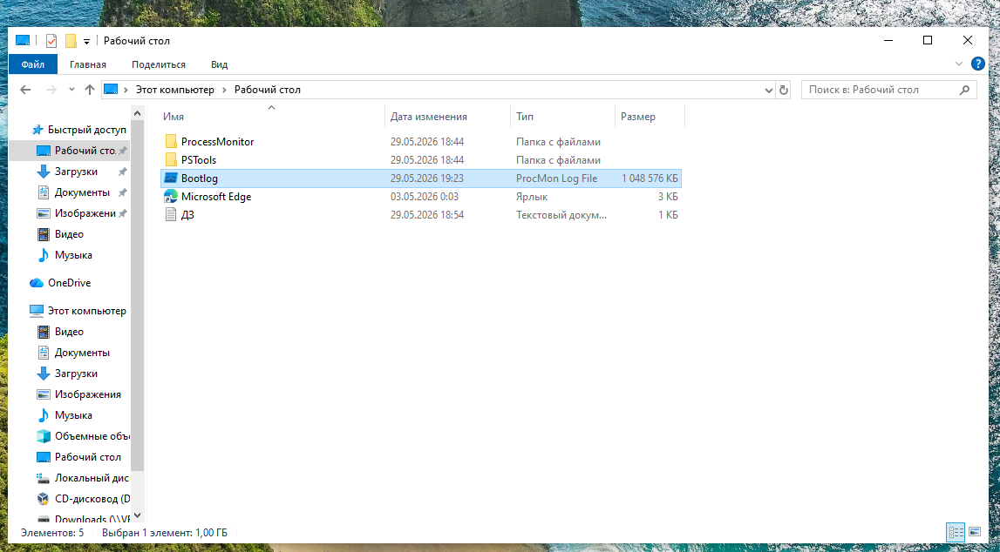 Рабочий стол
Файл Главная Поделиться Вид
Этот компьютер Рабочий стол Поиск в: Рабочий стол
Имя Дата изменения Тип Размер
ProcessMonitor 29.05.2026 18:44 Папка с файлами
PSTools 29.05.2026 18:44 Папка с файлами
Bootlog 29.05.2026 19:23 ProcMon Log File 1 048 576 КБ
Microsoft Edge 03.05.2026 0:03 Ярлык 3 КБ
ДЗ 29.05.2026 18:54 Текстовый докум... 1 КБ
Быстрый доступ
Рабочий сто.
Загрузки
Документы
Изображени
Видео
Музыка
OneDrive
Этот компьютер
Видео
Документы
Загрузки
Изображения
Музыка
Объемные объ
Рабочий стол
Локальный дис
CD-дисковод (D
Downloads (\\VE
Элементов: 5 Выбран 1 элемент: 1,00 ГБ